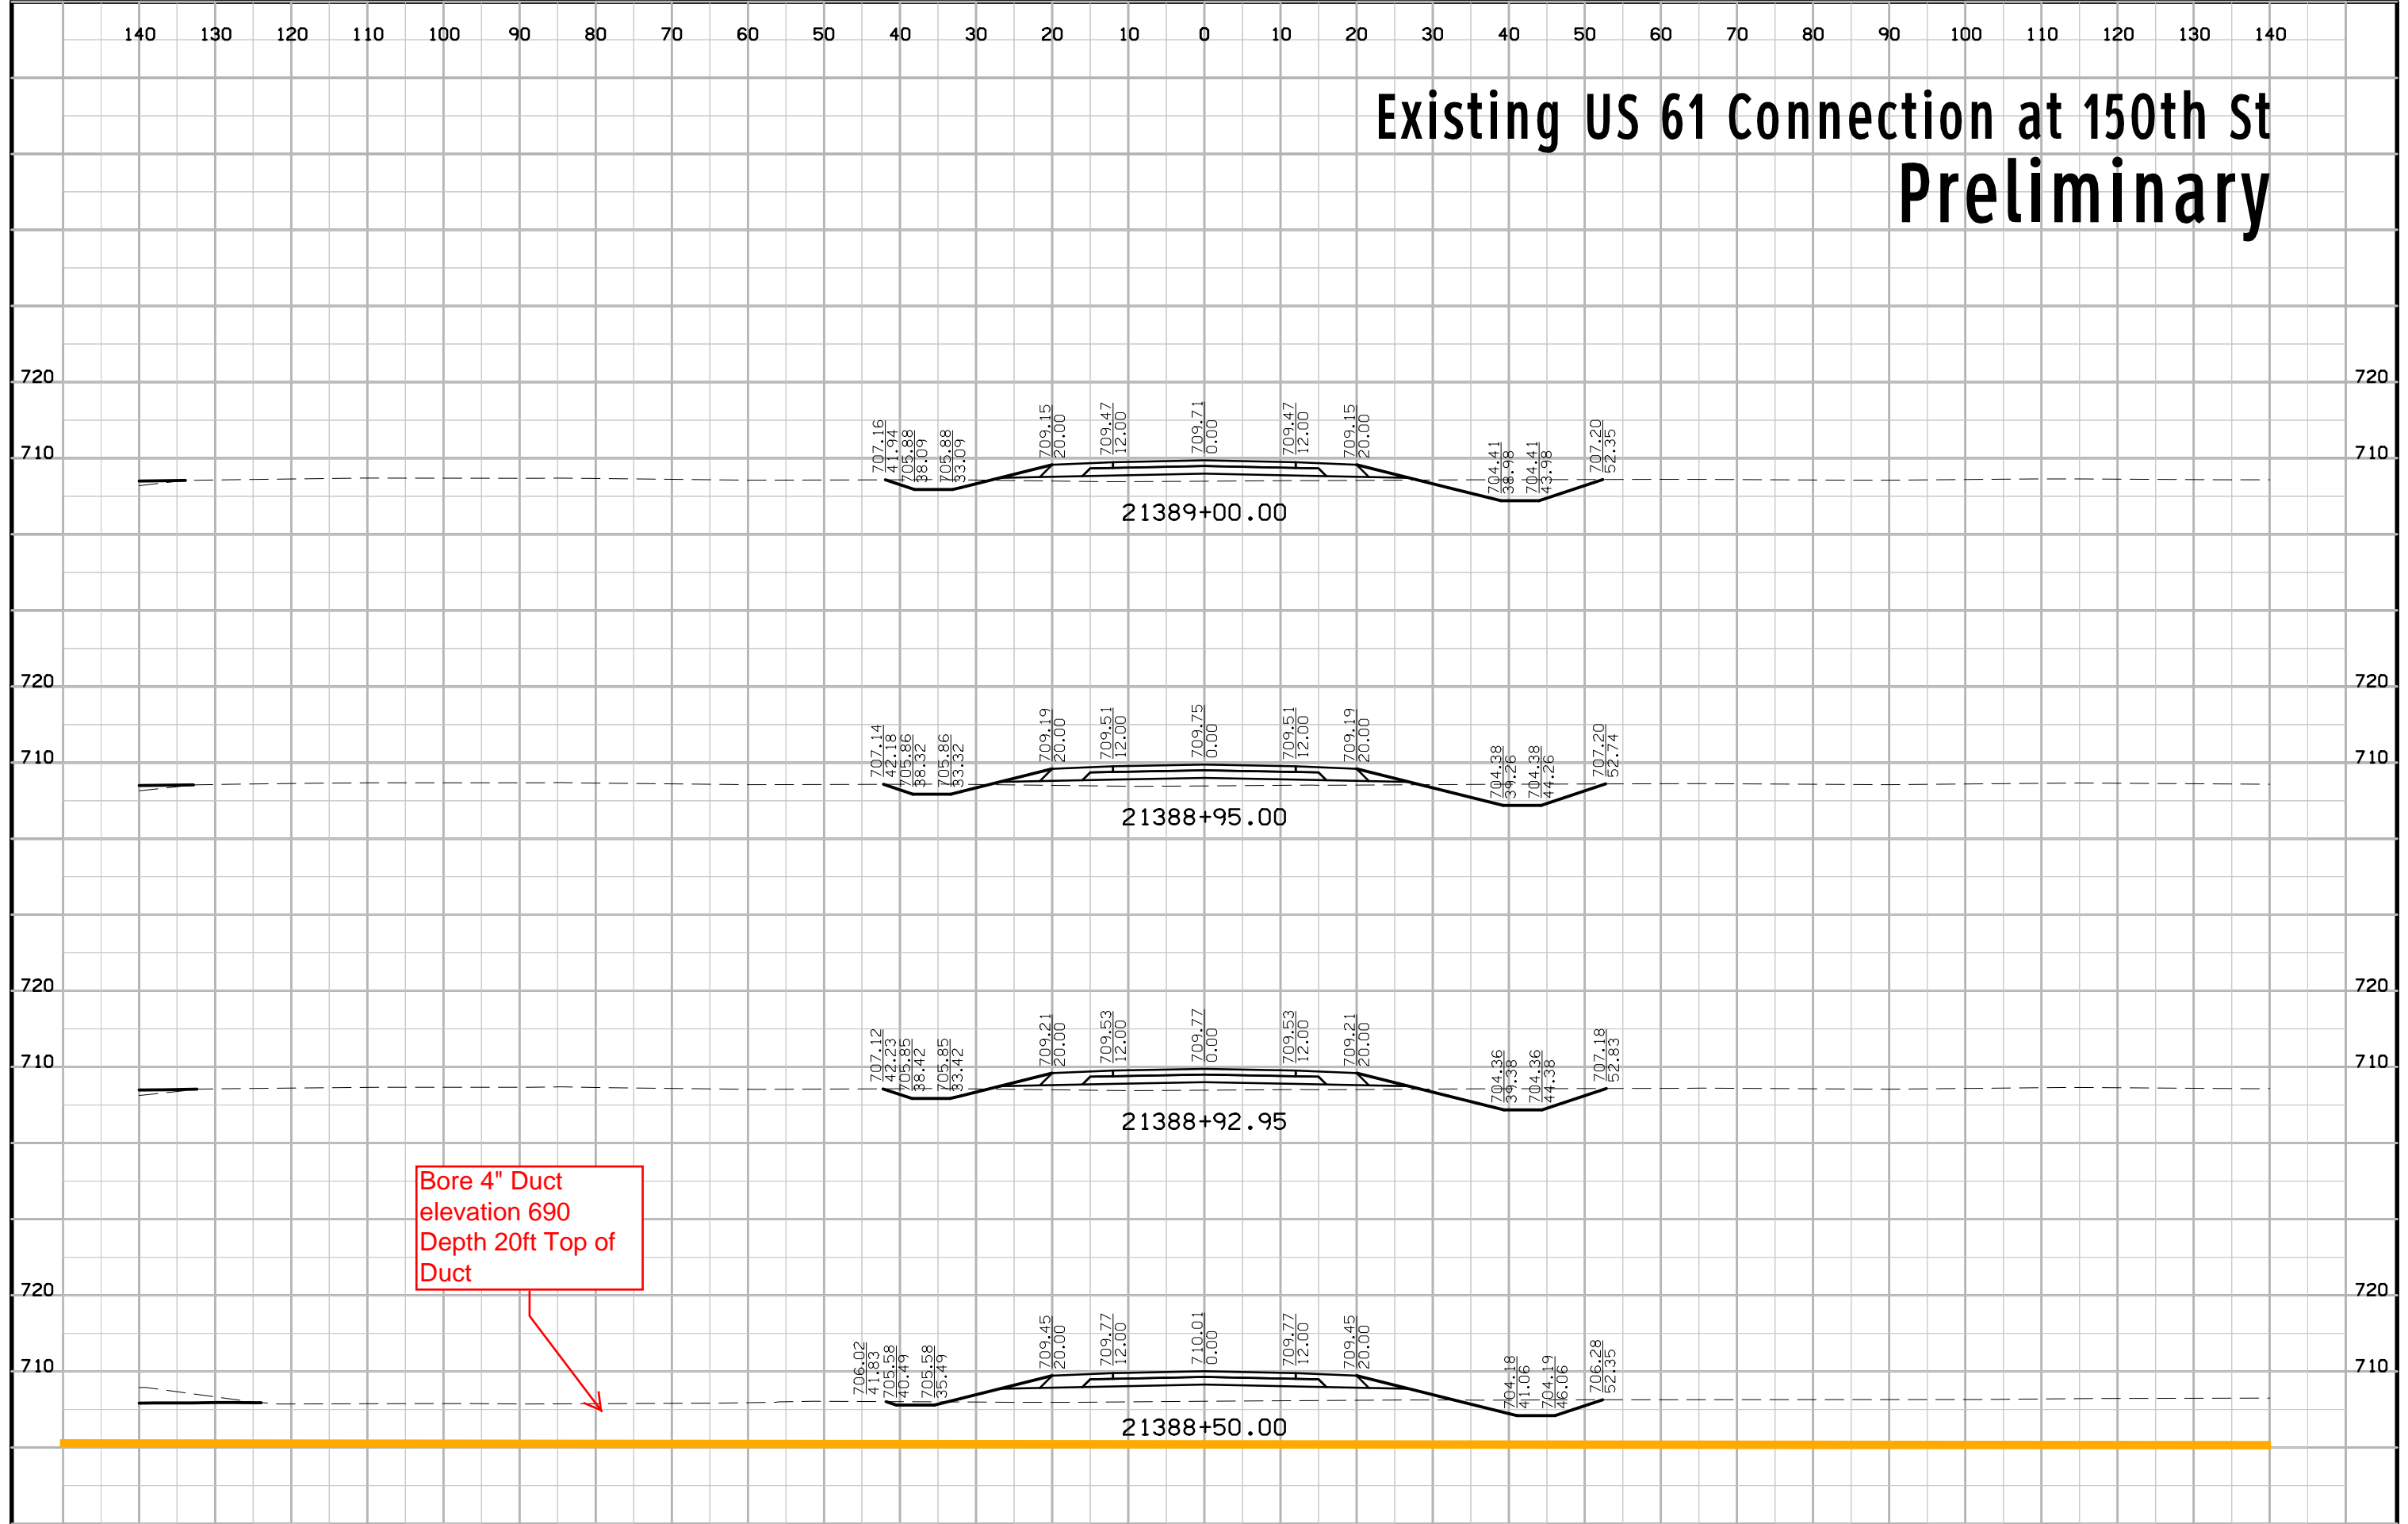 140 130 120 110 100 90 80 70 60 50 40 30 20 10 0 10 20 30 40 50 60 70 80 90 100 110 120 130 140
Existing US 61 Connection at 150th St
Preliminary
720 720
707.16 41.94 705.88 38.09 705.88 33.09 709.15 20.00 709.47 12.00 709.71 0.00 709.47 12.00 709.15 20.00 704.41 38.98 704.41 43.98 707.20 52.35
710 710
21389+00.00
720 720
707.14 42.18 705.86 38.32 705.86 33.32 709.19 20.00 709.51 12.00 709.75 0.00 709.51 12.00 709.19 20.00 704.38 39.26 704.38 44.26 707.20 52.74
710 710
21388+95.00
720 720
707.12 42.23 705.85 38.42 705.85 33.42 709.21 20.00 709.53 12.00 709.77 0.00 709.53 12.00 709.21 20.00 704.36 39.38 704.36 44.38 707.18 52.83
710 710
21388+92.95
Bore 4" Duct
elevation 690
Depth 20ft Top of
Duct
720 720
706.02 41.83 705.58 40.49 705.58 35.49 709.45 20.00 709.77 12.00 710.01 0.00 709.77 12.00 709.45 20.00 704.18 41.06 704.19 46.06 706.28 52.35
710 710
21388+50.00